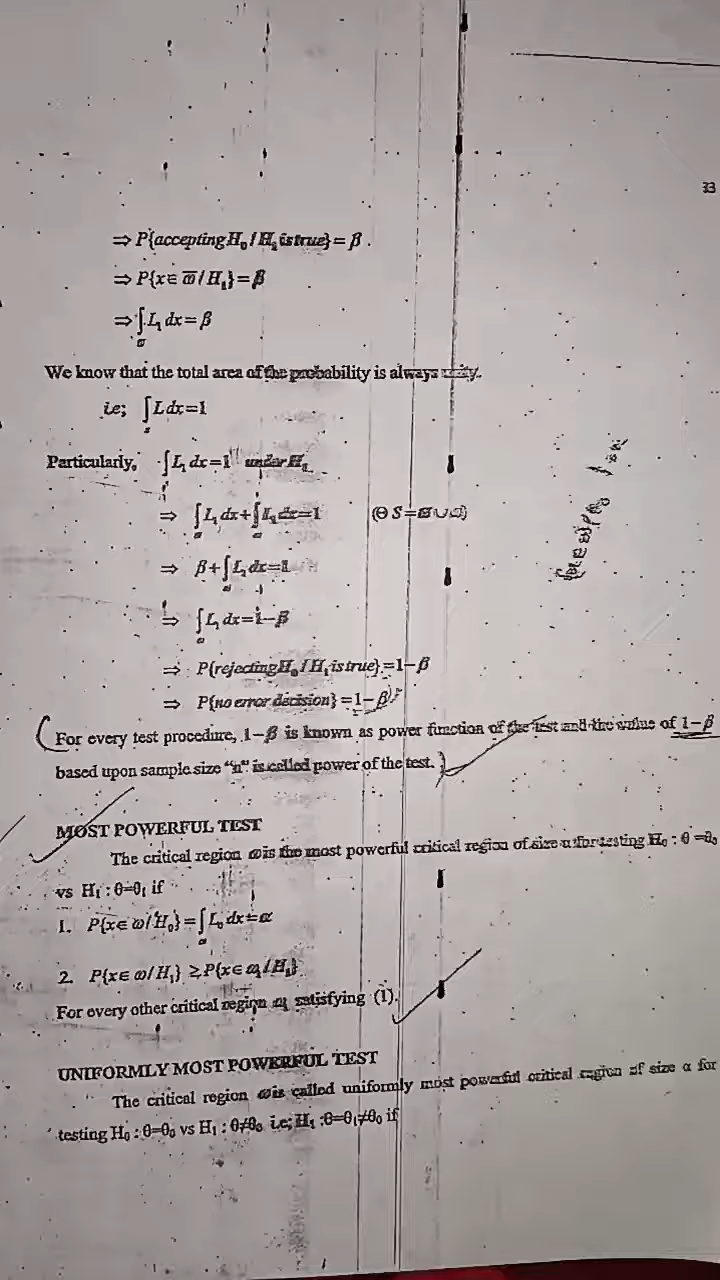 33
⇒ P{accepting H₀ / H₁ is true} = β .
⇒ P{x∈ ω̅ / H₁} = β
⇒ ∫ L₁ dx = β
ω̅
We know that the total area of the probability is always unity.
i.e; ∫ L dx = 1
s
Particularly, ∫ L₁ dx = 1 under H₁
⇒ ∫ L₁ dx + ∫ L₁ dx = 1 (Θ S = ω̅ ∪ ω)
⇒ β + ∫ L₁ dx = 1
ω
⇒ ∫ L₁ dx = 1 − β
ω
⇒ P{rejecting H₀ / H₁ is true} = 1 − β
⇒ P{no error decision} = 1 − β
For every test procedure, 1 − β is known as power function of the test and the value of 1 − β
based upon sample size "n" is called power of the test.
MOST POWERFUL TEST
The critical region ω is the most powerful critical region of size α for testing H₀ : θ = θ₀
vs H₁ : θ=θ₁ if
1. P{x∈ ω / H₀} = ∫ L₀ dx = α
ω
2. P{x∈ ω / H₁} ≥ P{x∈ ω₁ / H₁}
For every other critical region ω₁ satisfying (1).
UNIFORMLY MOST POWERFUL TEST
The critical region ω is called uniformly most powerful critical region of size α for
testing H₀ : θ=θ₀ vs H₁ : θ≠θ₀ i.e; H₁ :θ=θ₁≠θ₀ if